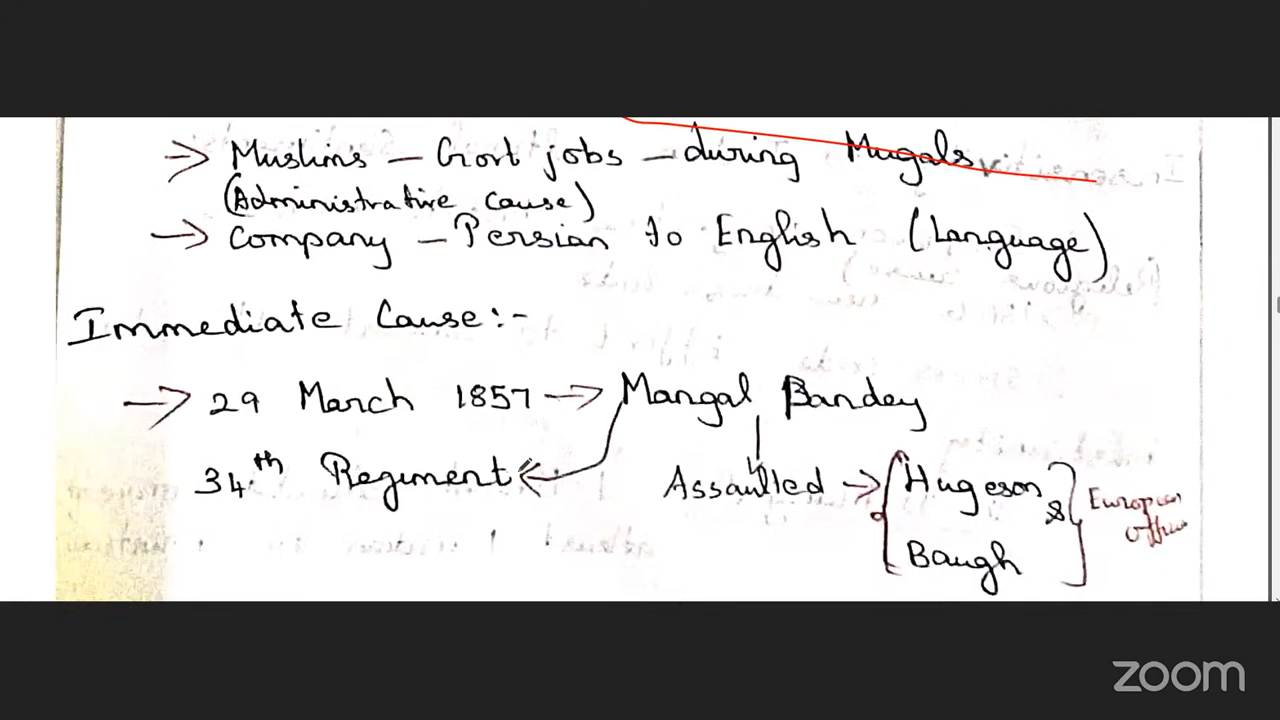 → Muslims – Govt jobs – during Mugals
(Administrative cause)
→ Company – Persian to English (Language)
Immediate Cause:-
→ 29 March 1857 → Mangal Bandey
34th Regiment ← Assaulted → Hugeson &
Baugh
European
zoom